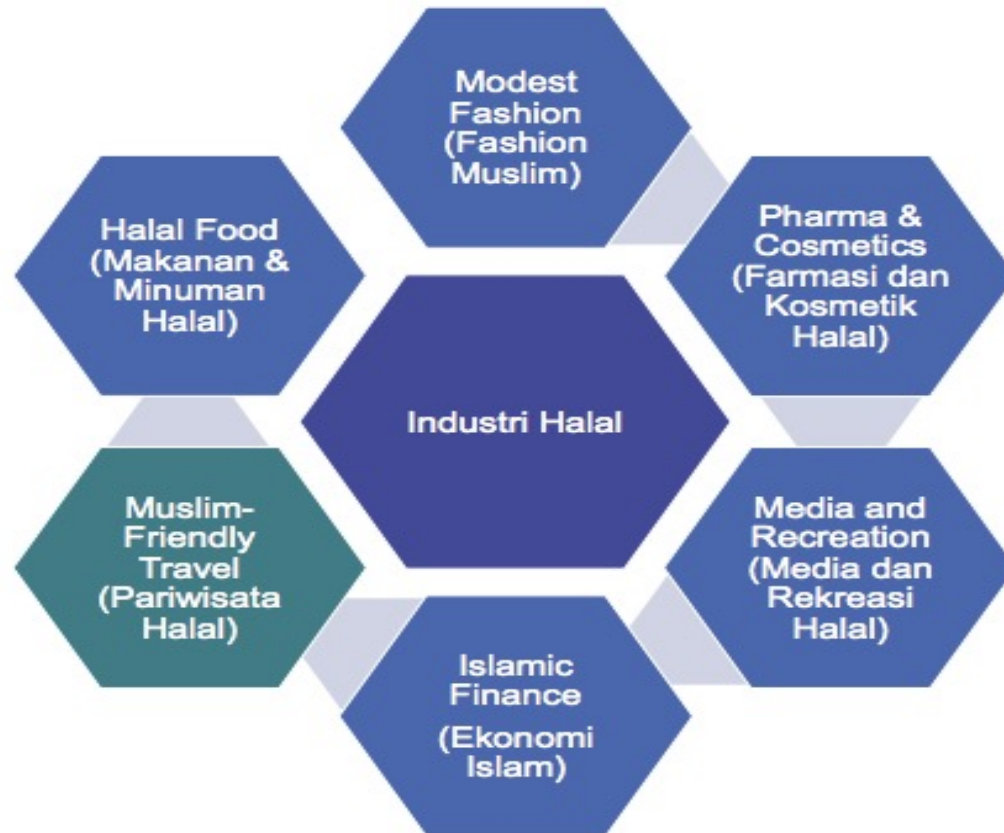 Modest
Fashion
(Fashion
Muslim)
Pharma &
Cosmetics
(Farmasi dan
Kosmetik
Halal)
Media and
Recreation
(Media dan
Rekreasi
Halal)
Islamic
Finance
(Ekonomi
Islam)
Muslim-
Friendly
Travel
(Pariwisata
Halal)
Halal Food
(Makanan &
Minuman
Halal)
Industri Halal